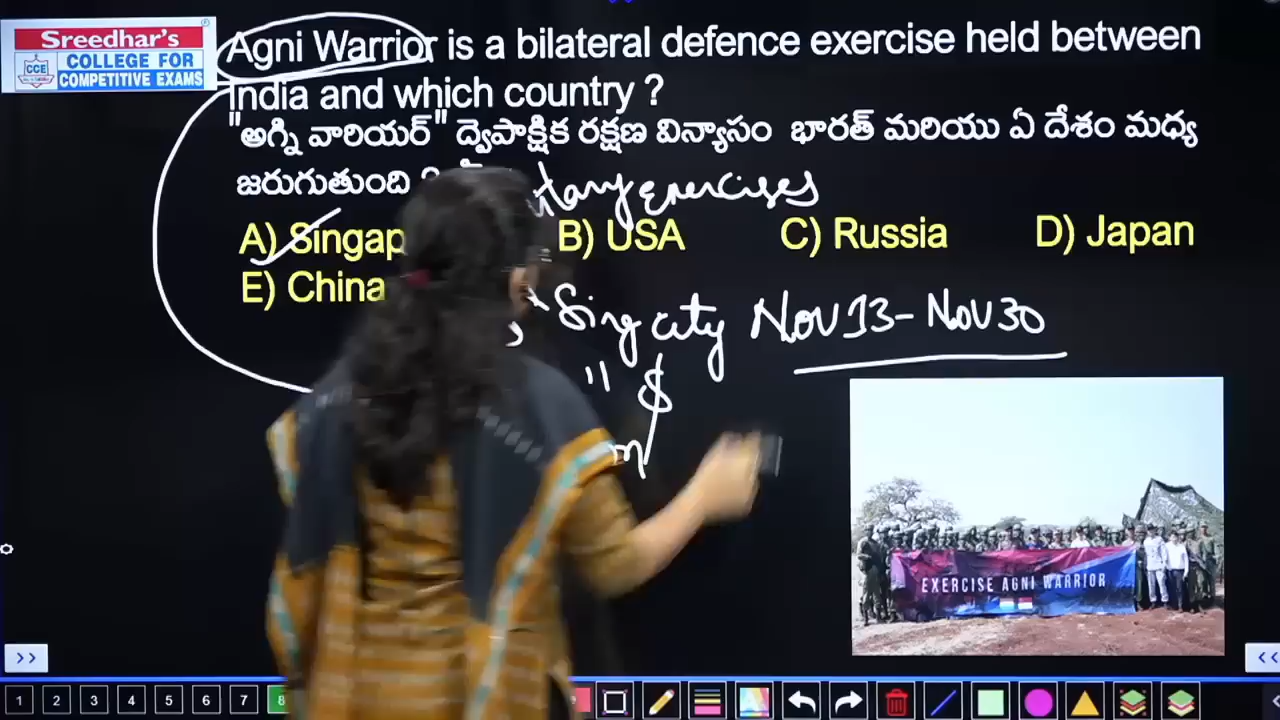 Sreedhar's
CCE
COLLEGE FOR
COMPETITIVE EXAMS
Agni Warrior is a bilateral defence exercise held between
India and which country ?
"అగ్ని వారియర్" ద్వైపాక్షిక రక్షణ విన్యాసం భారత్ మరియు ఏ దేశం మధ్య
జరుగుతుంది
exercises
A) Singap B) USA C) Russia D) Japan
E) China
Sing city Nov 13 - Nov 30
" $
m
EXERCISE AGNI WARRIOR
>> <<
1 2 3 4 5 6 7 8